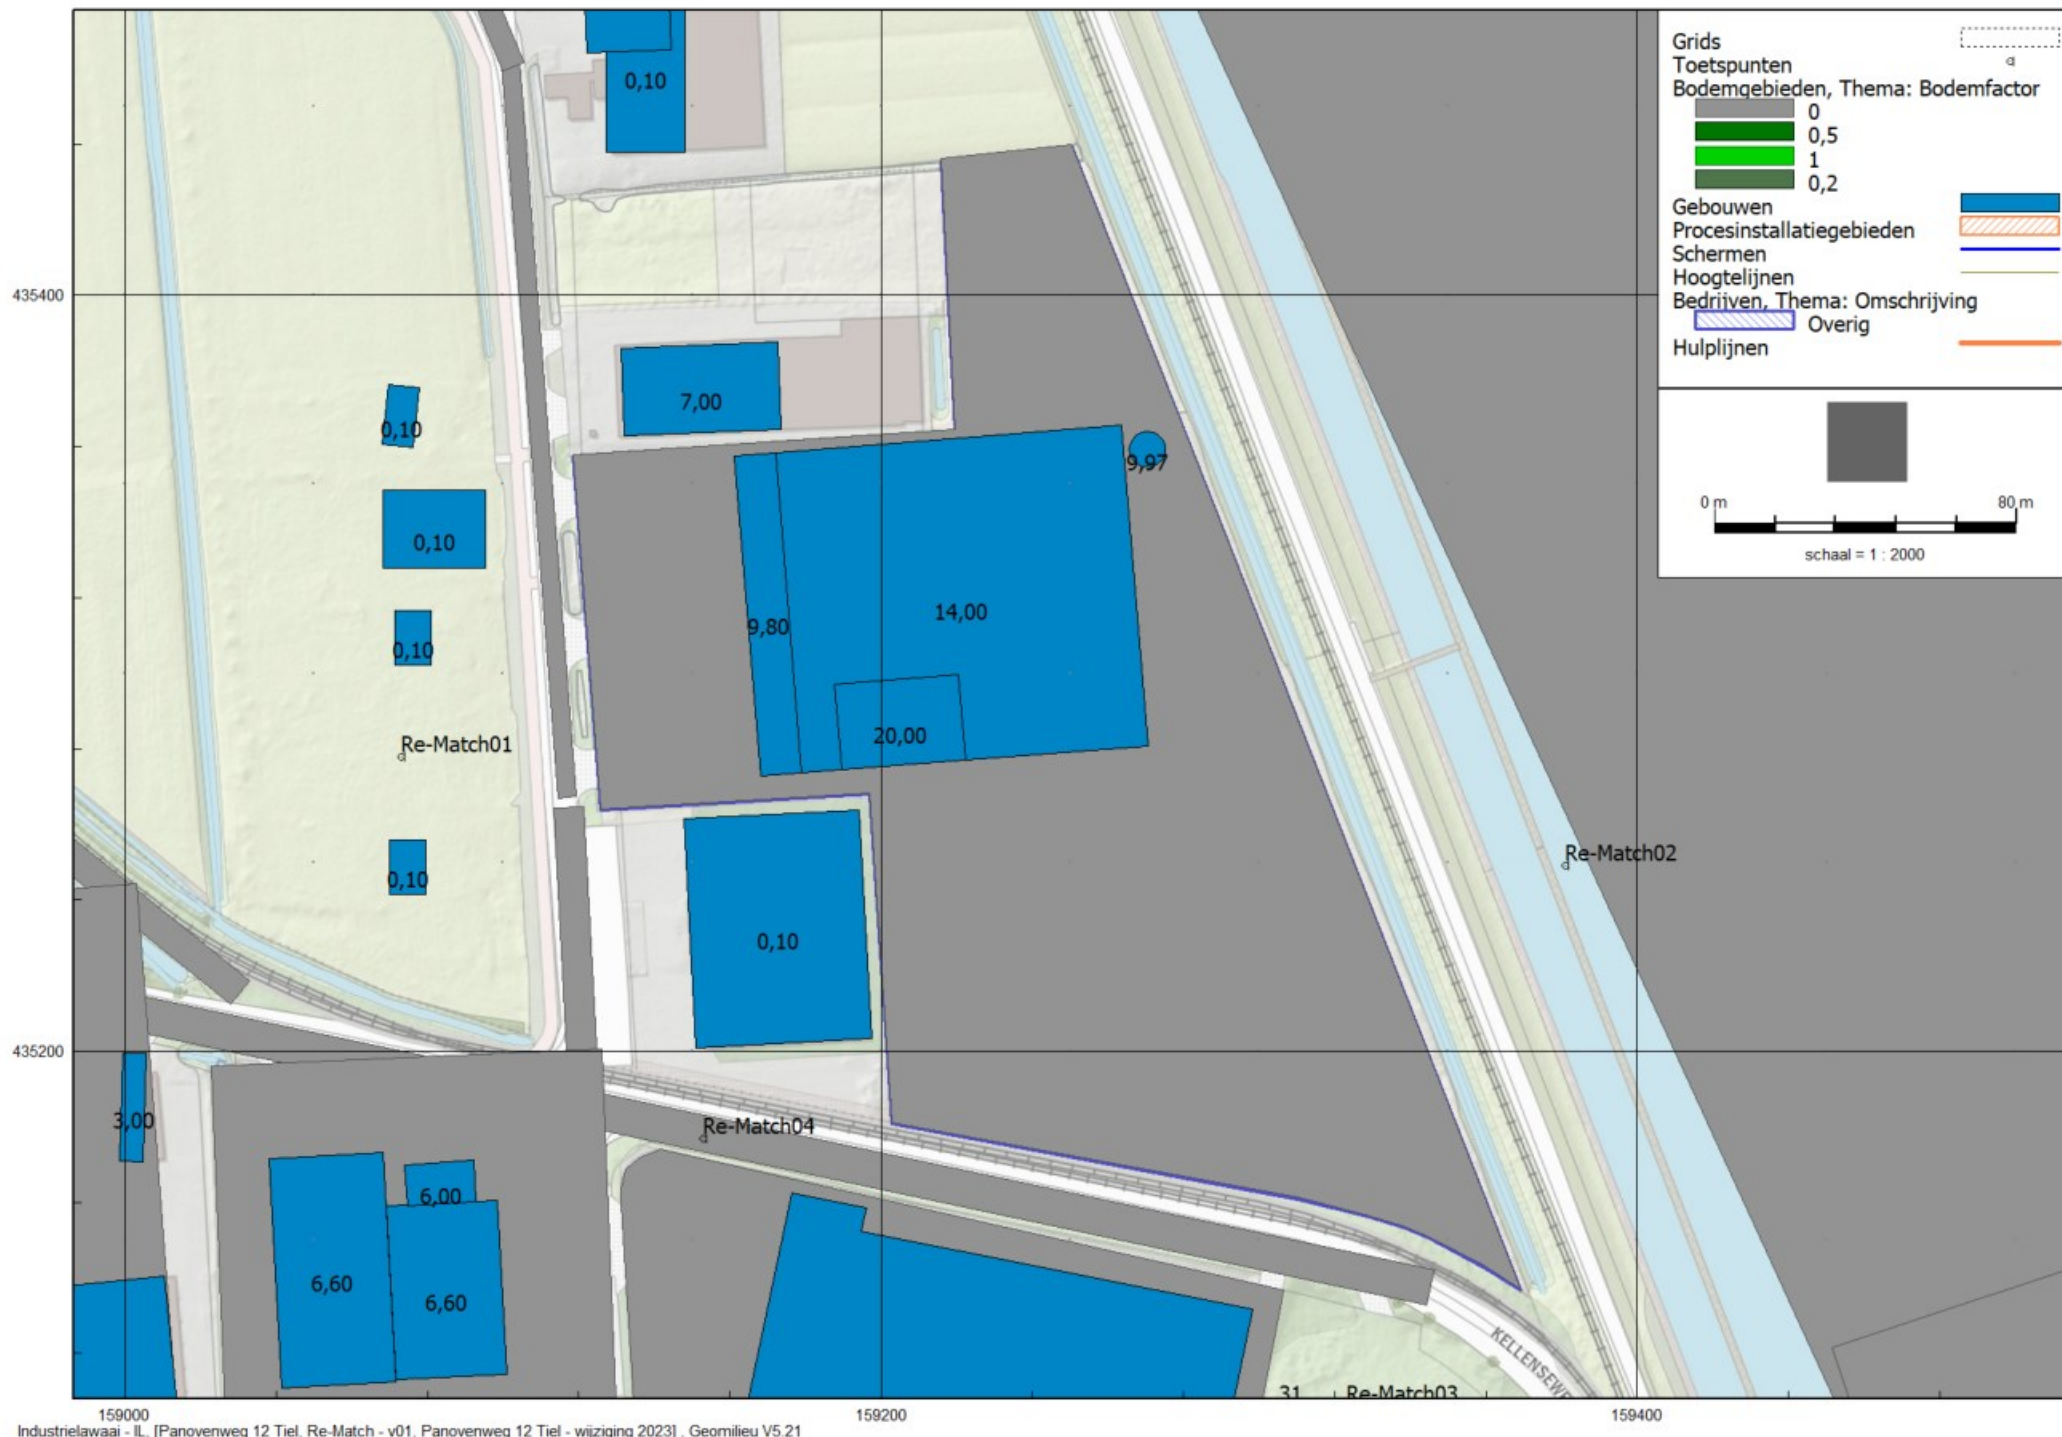 Grids
Toetspunten
Bodemgebieden, Thema: Bodemfactor
0
0,5
1
0,2
Gebouwen
Procesinstallatiegebieden
Schermen
Hoogtelijnen
Bedrijven, Thema: Omschrijving
Overig
Hulplijnen
0 m 80 m
schaal = 1 : 2000
0,10
435400
7,00
0,10
9,97
0,10
14,00
9,80
0,10
20,00
Re-Match01
Re-Match02
0,10
0,10
435200
3,00
Re-Match04
6,00
6,60
6,60
KELLENSEWE
31
Re-Match03
159000 159200 159400
Industrielawaai - IL, [Panovenweg 12 Tiel, Re-Match - v01, Panovenweg 12 Tiel - wijziging 2023] , Geomilieu V5.21